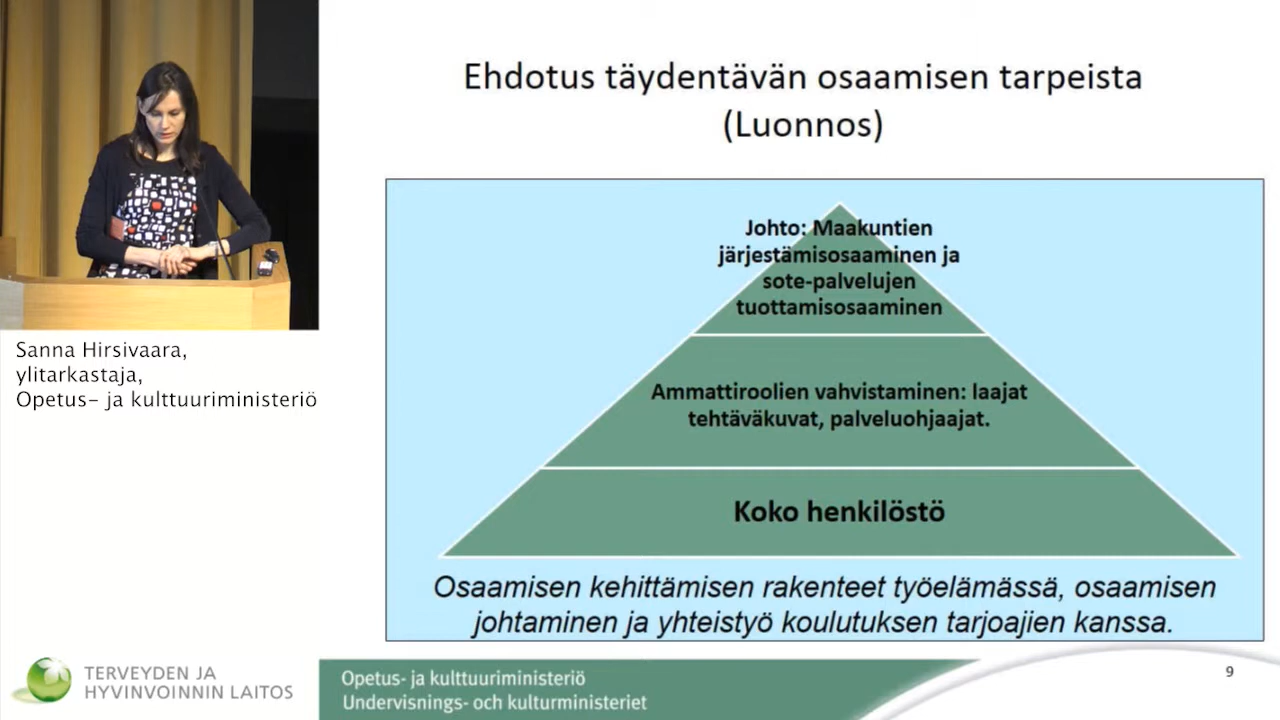 Ehdotus täydentävän osaamisen tarpeista
(Luonnos)
Johto: Maakuntien
järjestämisosaaminen ja
sote-palvelujen
tuottamisosaaminen
Ammattiroolien vahvistaminen: laajat
tehtäväkuvat, palveluohjaajat.
Koko henkilöstö
Osaamisen kehittämisen rakenteet työelämässä, osaamisen
johtaminen ja yhteistyö koulutuksen tarjoajien kanssa.
Sanna Hirsivaara,
ylitarkastaja,
Opetus- ja kulttuuriministeriö
TERVEYDEN JA
HYVINVOINNIN LAITOS
Opetus- ja kulttuuriministeriö
Undervisnings- och kulturministeriet
9